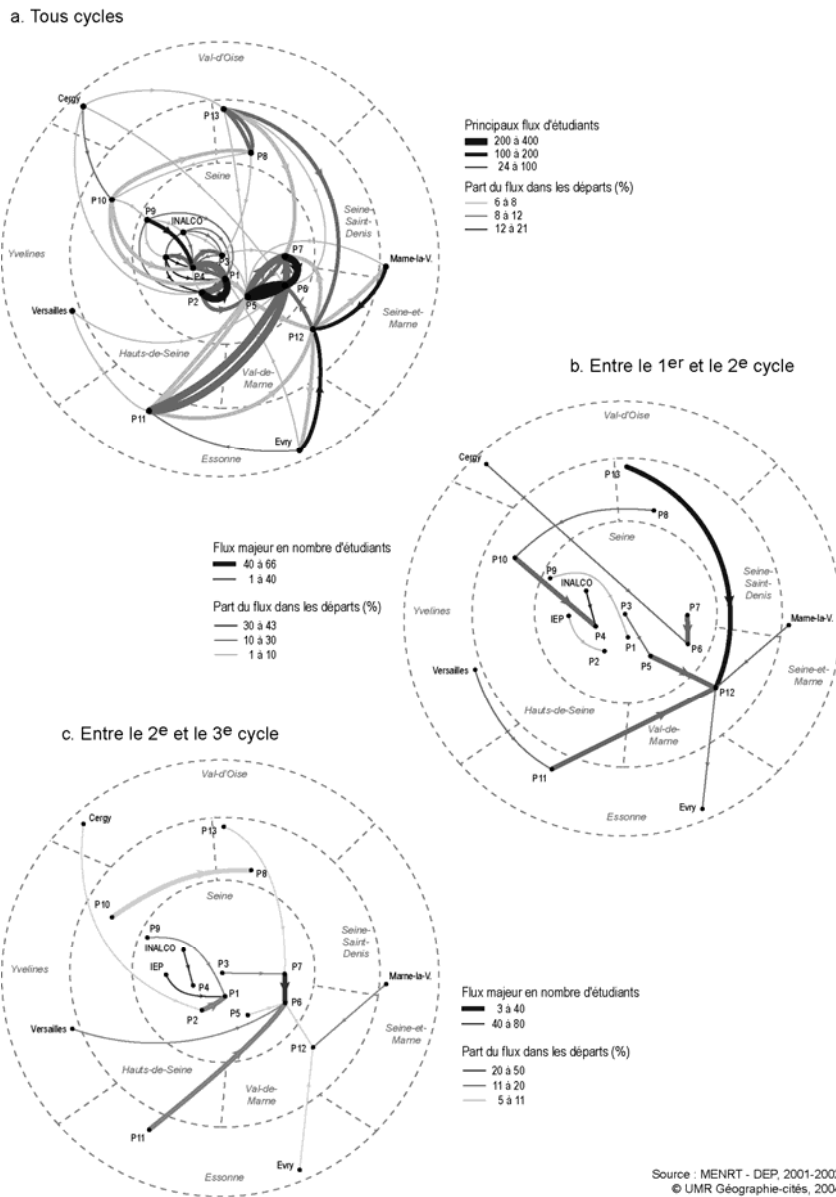 a. Tous cycles
Val-d'Oise
Cergy
P13
P8
Seine
P10
P9
INALCO
Seine-
Saint-
Denis
Yvelines
P3
P7
Marne-la-V.
P4
P1
P2
P5
P6
Versailles
P12
Seine-et-
Marne
Hauts-de-Seine
Val-de-
Marne
P11
Evry
Essonne
Principaux flux d'étudiants
200 à 400
100 à 200
24 à 100
Part du flux dans les départs (%)
6 à 8
8 à 12
12 à 21
b. Entre le 1er et le 2e cycle
Val-d'Oise
Cergy
P13
P8
Seine
P10
P9
INALCO
Seine-
Saint-
Denis
Yvelines
IEP
P3
P7
Marne-la-V.
P4
P1
P6
P2
P5
Versailles
Seine-et-
Marne
P12
Hauts-de-Seine
Val-de-
Marne
P11
Evry
Essonne
Flux majeur en nombre d'étudiants
40 à 66
1 à 40
Part du flux dans les départs (%)
30 à 43
10 à 30
1 à 10
c. Entre le 2e et le 3e cycle
Val-d'Oise
Cergy
P13
P8
Seine
P10
P9
INALCO
Seine-
Saint-
Denis
Yvelines
IEP
P3
P7
Marne-la-V.
P4
P1
P6
P2
P5
Versailles
Seine-et-
Marne
P12
Hauts-de-Seine
Val-de-
Marne
P11
Evry
Essonne
Flux majeur en nombre d'étudiants
3 à 40
40 à 80
Part du flux dans les départs (%)
20 à 50
11 à 20
5 à 11
Source : MENRT - DEP, 2001-2002
© UMR Géographie-cités, 2004